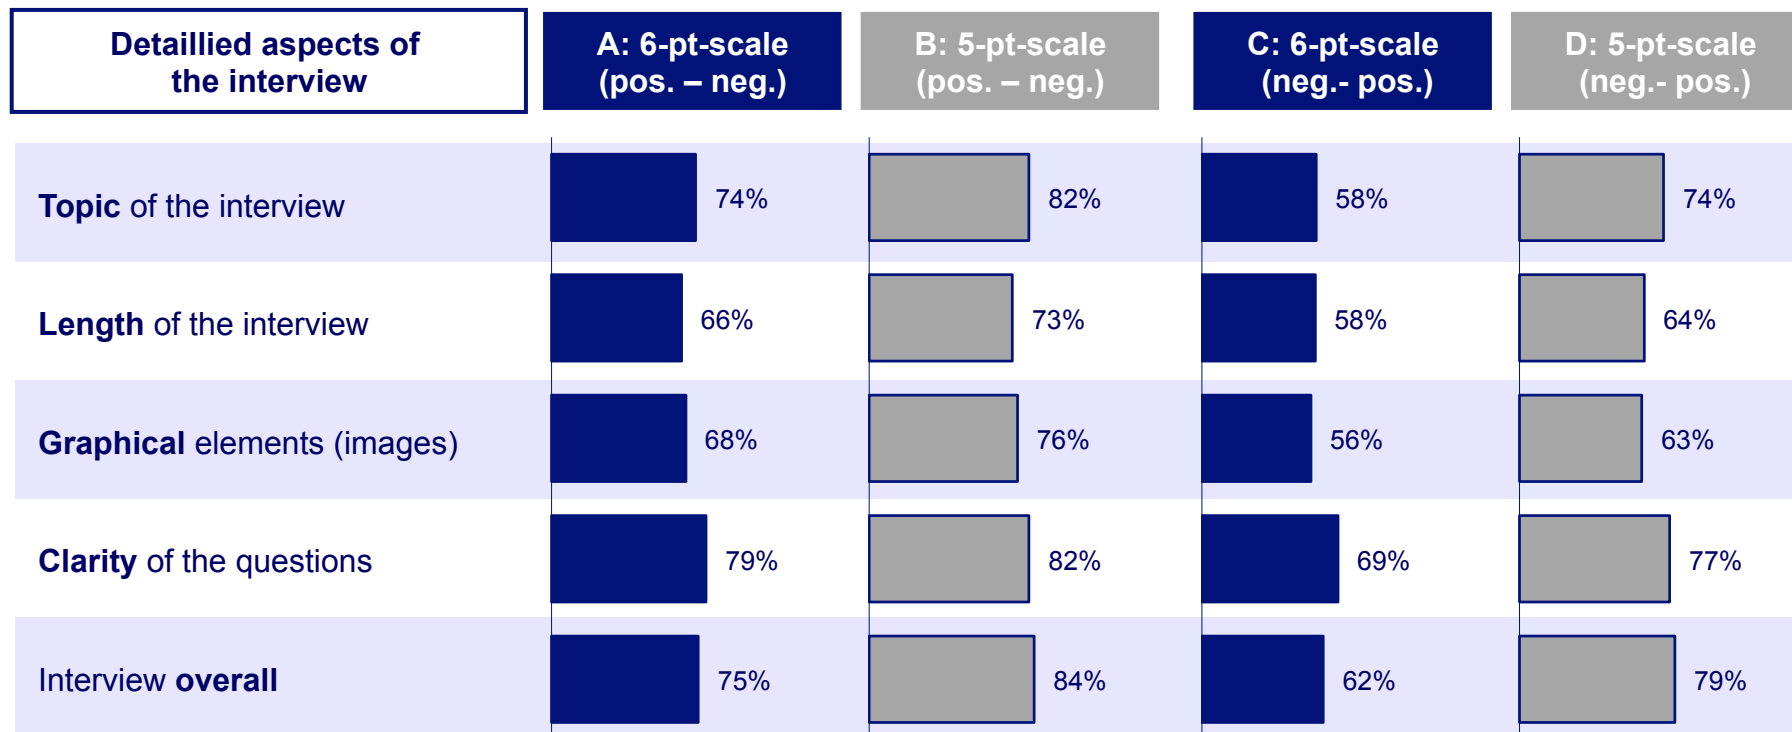 Detaillied aspects of
the interview
A: 6-pt-scale
(pos. – neg.)
B: 5-pt-scale
(pos. – neg.)
C: 6-pt-scale
(neg.- pos.)
D: 5-pt-scale
(neg.- pos.)
Topic of the interview
74%
82%
58%
74%
Length of the interview
66%
73%
58%
64%
Graphical elements (images)
68%
76%
56%
63%
Clarity of the questions
79%
82%
69%
77%
Interview overall
75%
84%
62%
79%